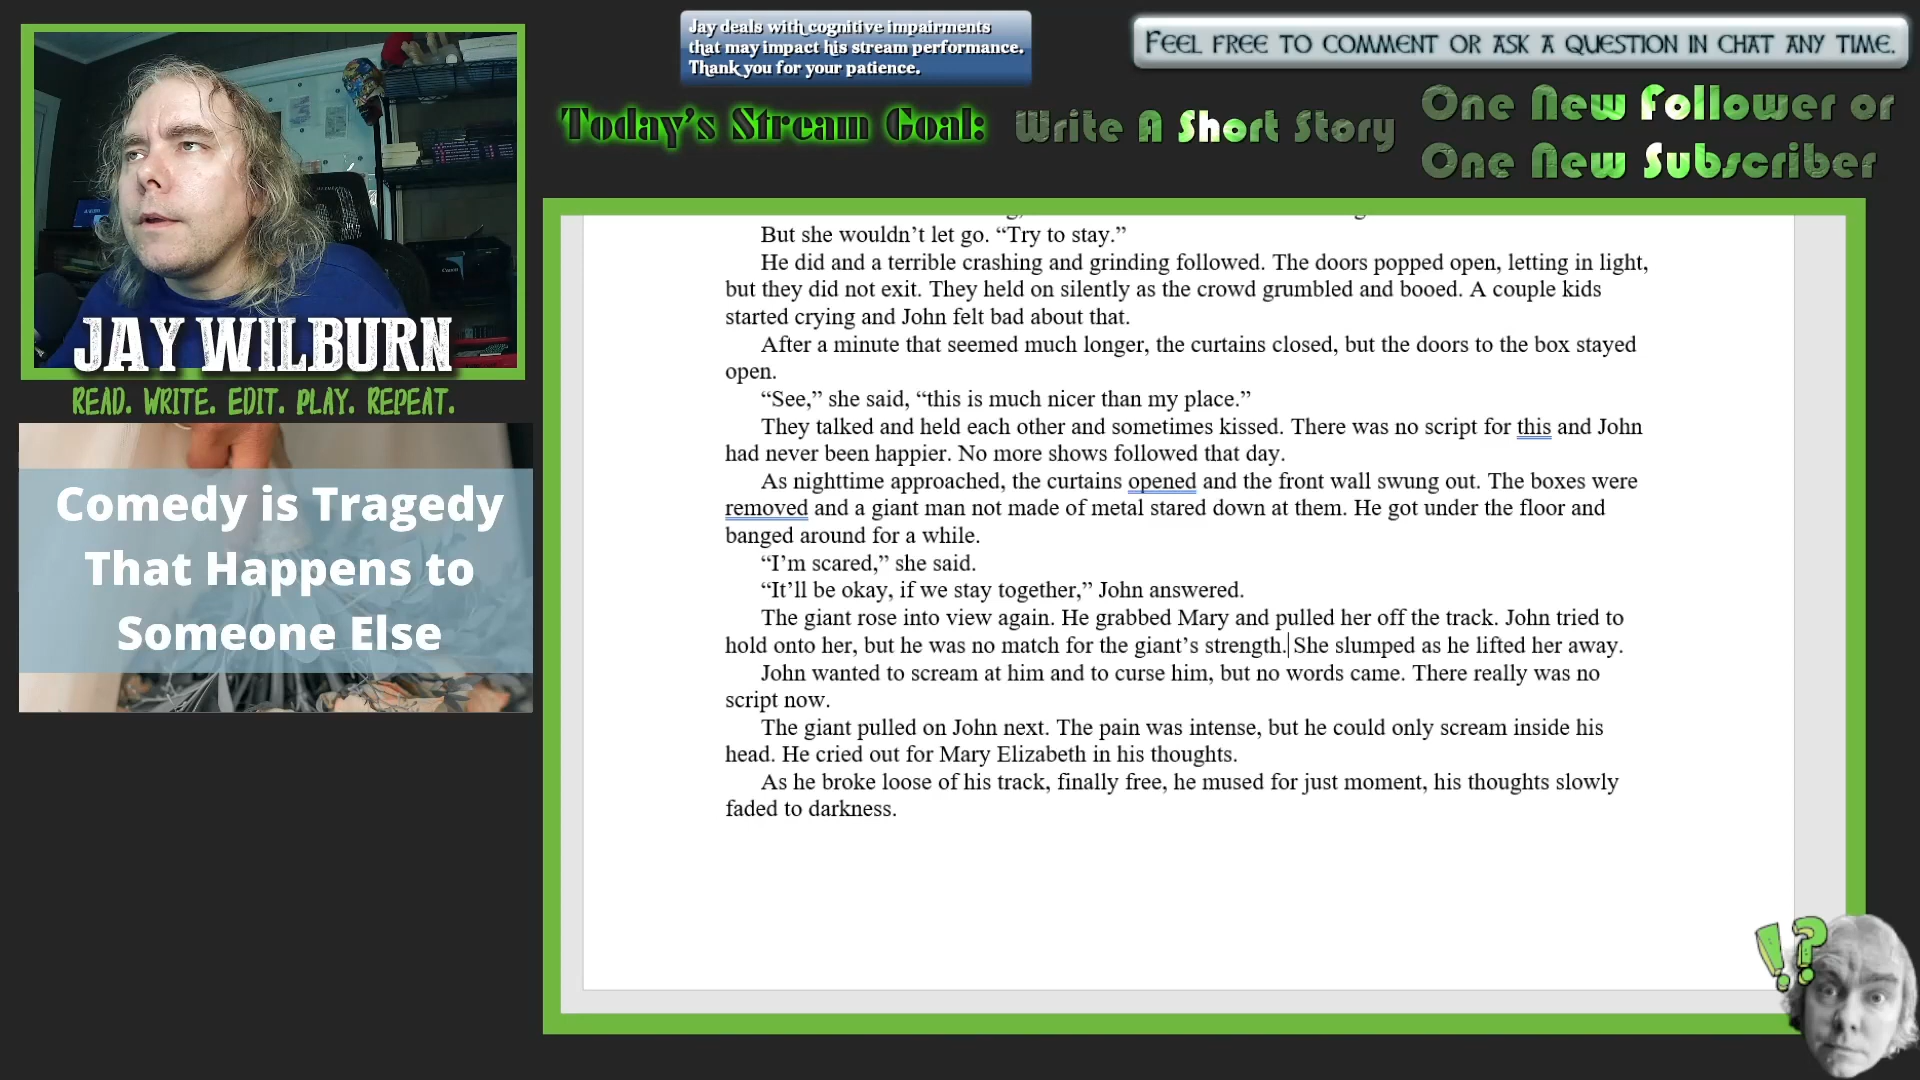 Jay deals with cognitive impairments
that may impact his stream performance.
Thank you for your patience.
Feel free to comment or ask a question in chat any time.
Today's Stream Goal:
Write A Short Story
One New Follower or
One New Subscriber
JAY WILBURN
READ. WRITE. EDIT. PLAY. REPEAT.
Comedy is Tragedy
That Happens to
Someone Else
But she wouldn’t let go. “Try to stay.”
He did and a terrible crashing and grinding followed. The doors popped open, letting in light,
but they did not exit. They held on silently as the crowd grumbled and booed. A couple kids
started crying and John felt bad about that.
After a minute that seemed much longer, the curtains closed, but the doors to the box stayed
open.
“See,” she said, “this is much nicer than my place.”
They talked and held each other and sometimes kissed. There was no script for this and John
had never been happier. No more shows followed that day.
As nighttime approached, the curtains opened and the front wall swung out. The boxes were
removed and a giant man not made of metal stared down at them. He got under the floor and
banged around for a while.
“I’m scared,” she said.
“It’ll be okay, if we stay together,” John answered.
The giant rose into view again. He grabbed Mary and pulled her off the track. John tried to
hold onto her, but he was no match for the giant’s strength. She slumped as he lifted her away.
John wanted to scream at him and to curse him, but no words came. There really was no
script now.
The giant pulled on John next. The pain was intense, but he could only scream inside his
head. He cried out for Mary Elizabeth in his thoughts.
As he broke loose of his track, finally free, he mused for just moment, his thoughts slowly
faded to darkness.
!?